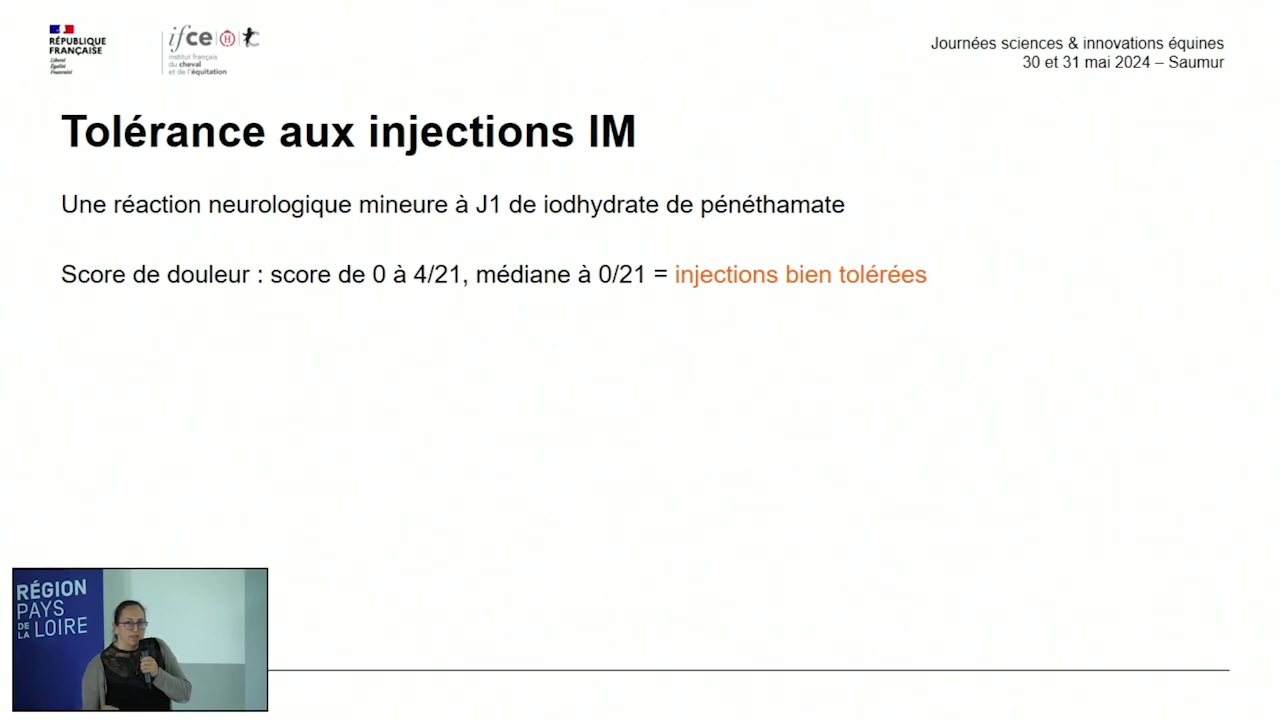 RÉPUBLIQUE
FRANÇAISE
Liberté
Égalité
Fraternité
ifce
institut français
du cheval
et de l'équitation
Journées sciences & innovations équines
30 et 31 mai 2024 – Saumur
Tolérance aux injections IM
Une réaction neurologique mineure à J1 de iodhydrate de pénéthamate
Score de douleur : score de 0 à 4/21, médiane à 0/21 = injections bien tolérées
RÉGION
PAYS
DE LA LOIRE